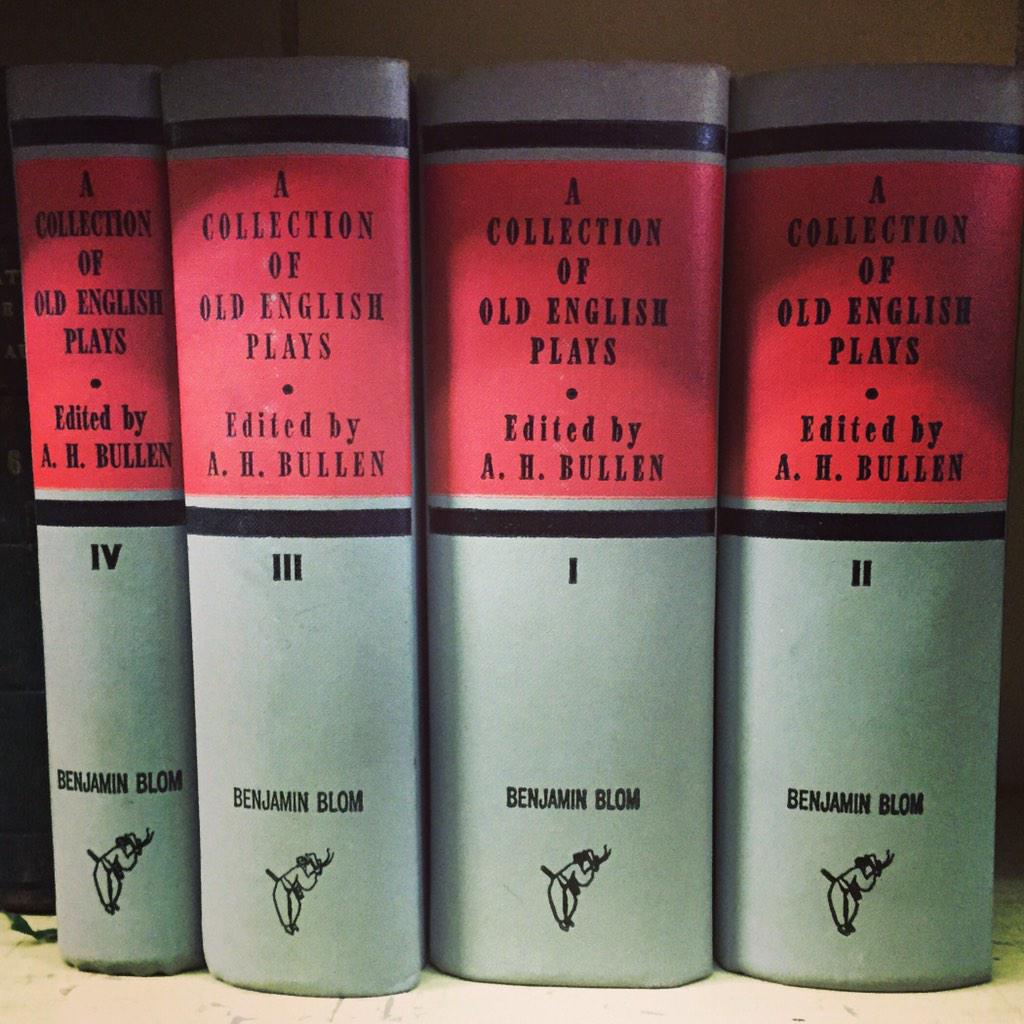 A
COLLECTION
OF
OLD ENGLISH
PLAYS
•
Edited by
A. H. BULLEN
IV
BENJAMIN BLOM
A
COLLECTION
OF
OLD ENGLISH
PLAYS
•
Edited by
A. H. BULLEN
III
BENJAMIN BLOM
A
COLLECTION
OF
OLD ENGLISH
PLAYS
•
Edited by
A. H. BULLEN
I
BENJAMIN BLOM
A
COLLECTION
OF
OLD ENGLISH
PLAYS
•
Edited by
A. H. BULLEN
II
BENJAMIN BLOM